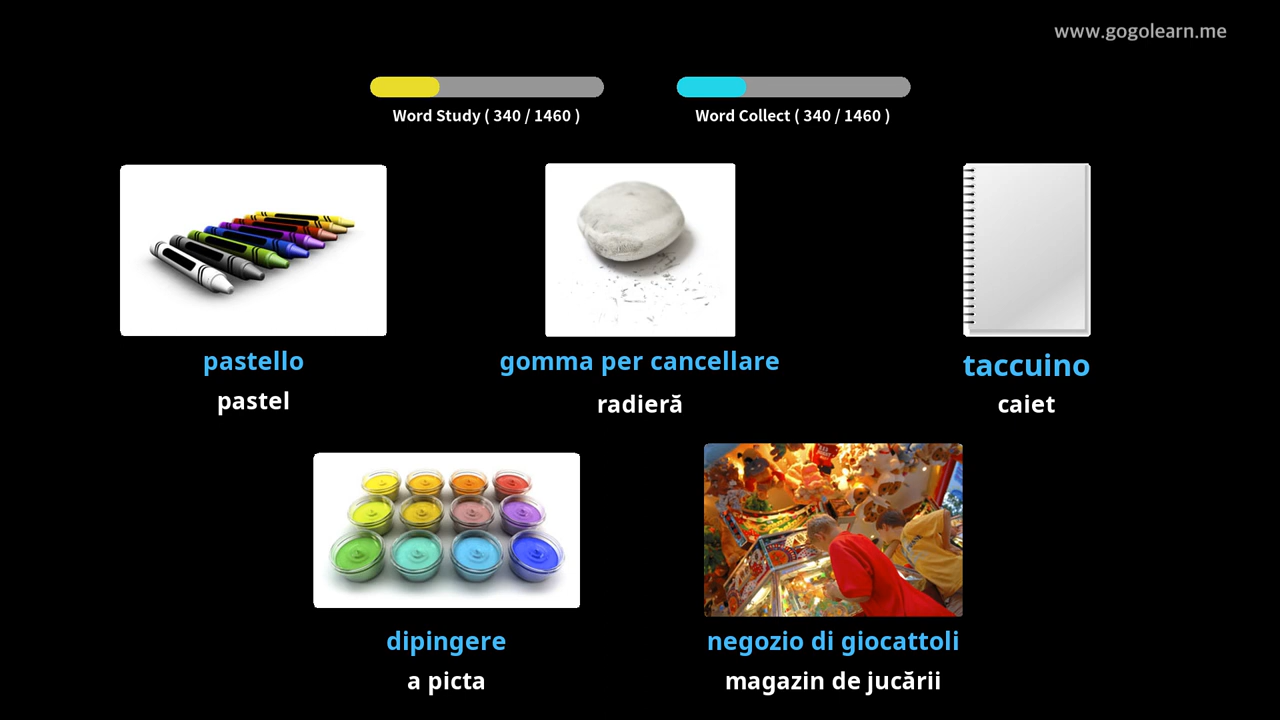 www.gogolearn.me
Word Study ( 340 / 1460 )
Word Collect ( 340 / 1460 )
pastello
pastel
gomma per cancellare
radieră
taccuino
caiet
dipingere
a picta
negozio di giocattoli
magazin de jucării